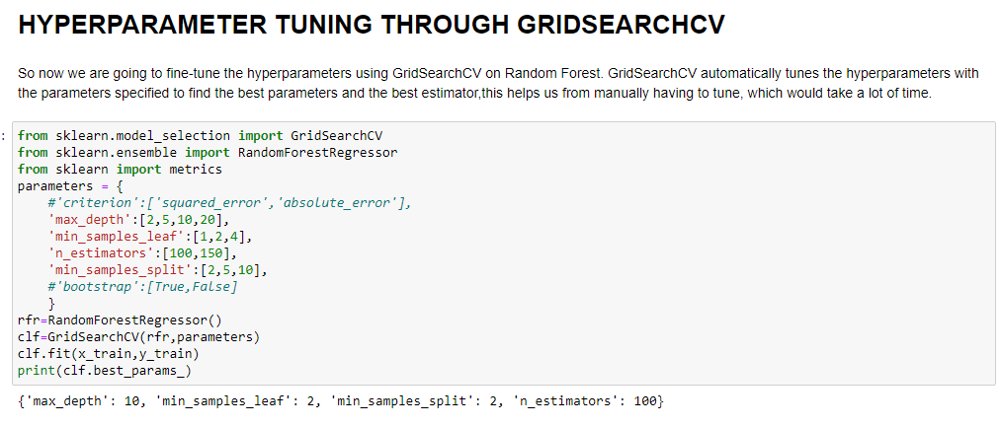 HYPERPARAMETER TUNING THROUGH GRIDSEARCHCV
So now we are going to fine-tune the hyperparameters using GridSearchCV on Random Forest. GridSearchCV automatically tunes the hyperparameters with
the parameters specified to find the best parameters and the best estimator,this helps us from manually having to tune, which would take a lot of time.
: from sklearn.model_selection import GridSearchCV
from sklearn.ensemble import RandomForestRegressor
from sklearn import metrics
parameters = {
    #'criterion':['squared_error','absolute_error'],
    'max_depth':[2,5,10,20],
    'min_samples_leaf':[1,2,4],
    'n_estimators':[100,150],
    'min_samples_split':[2,5,10],
    #'bootstrap':[True,False]
    }
rfr=RandomForestRegressor()
clf=GridSearchCV(rfr,parameters)
clf.fit(x_train,y_train)
print(clf.best_params_)
{'max_depth': 10, 'min_samples_leaf': 2, 'min_samples_split': 2, 'n_estimators': 100}